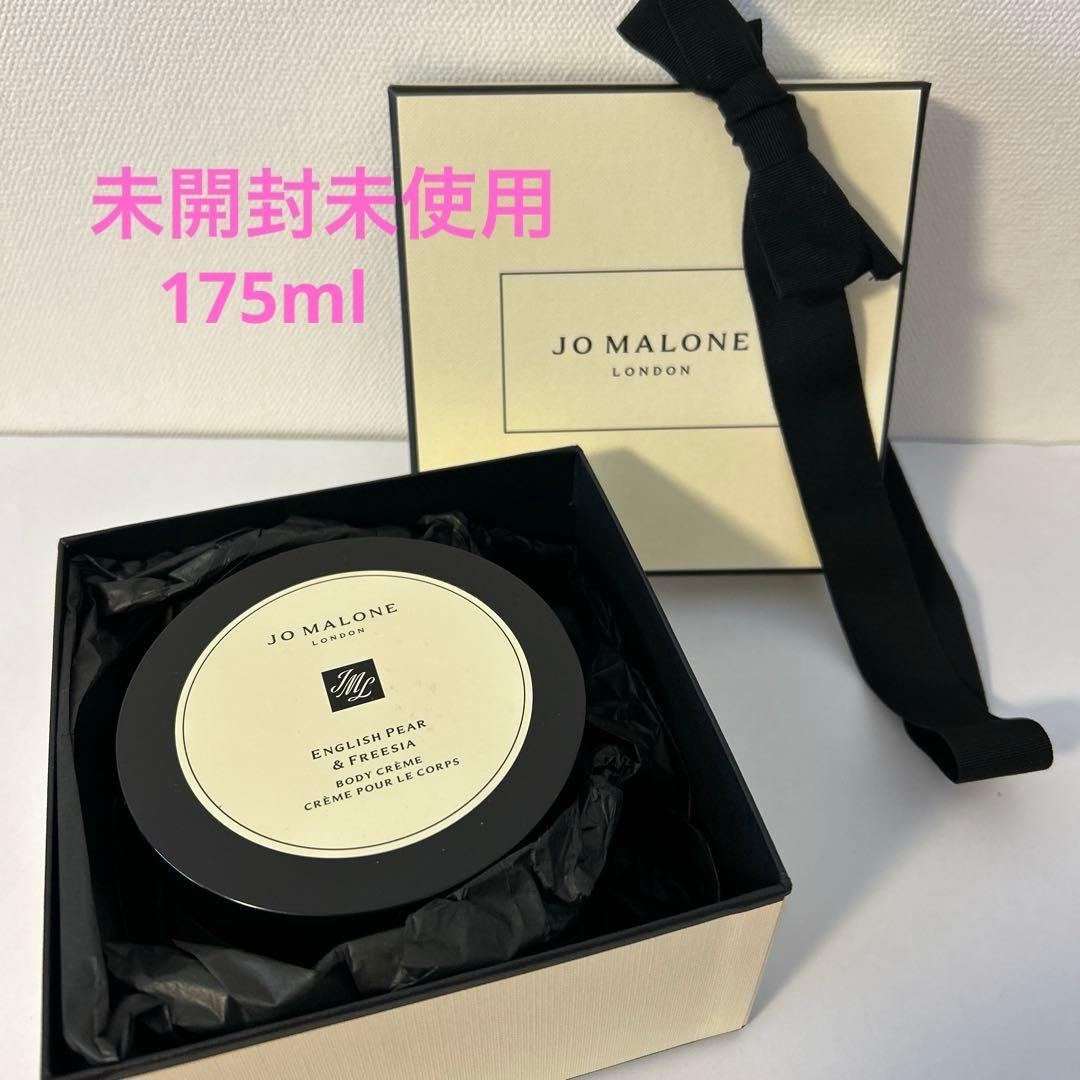 未開封未使用
175ml
JO MALONE
LONDON
JO MALONE
LONDON
JML
ENGLISH PEAR
& FREESIA
BODY CRÈME
CRÈME POUR LE CORPS